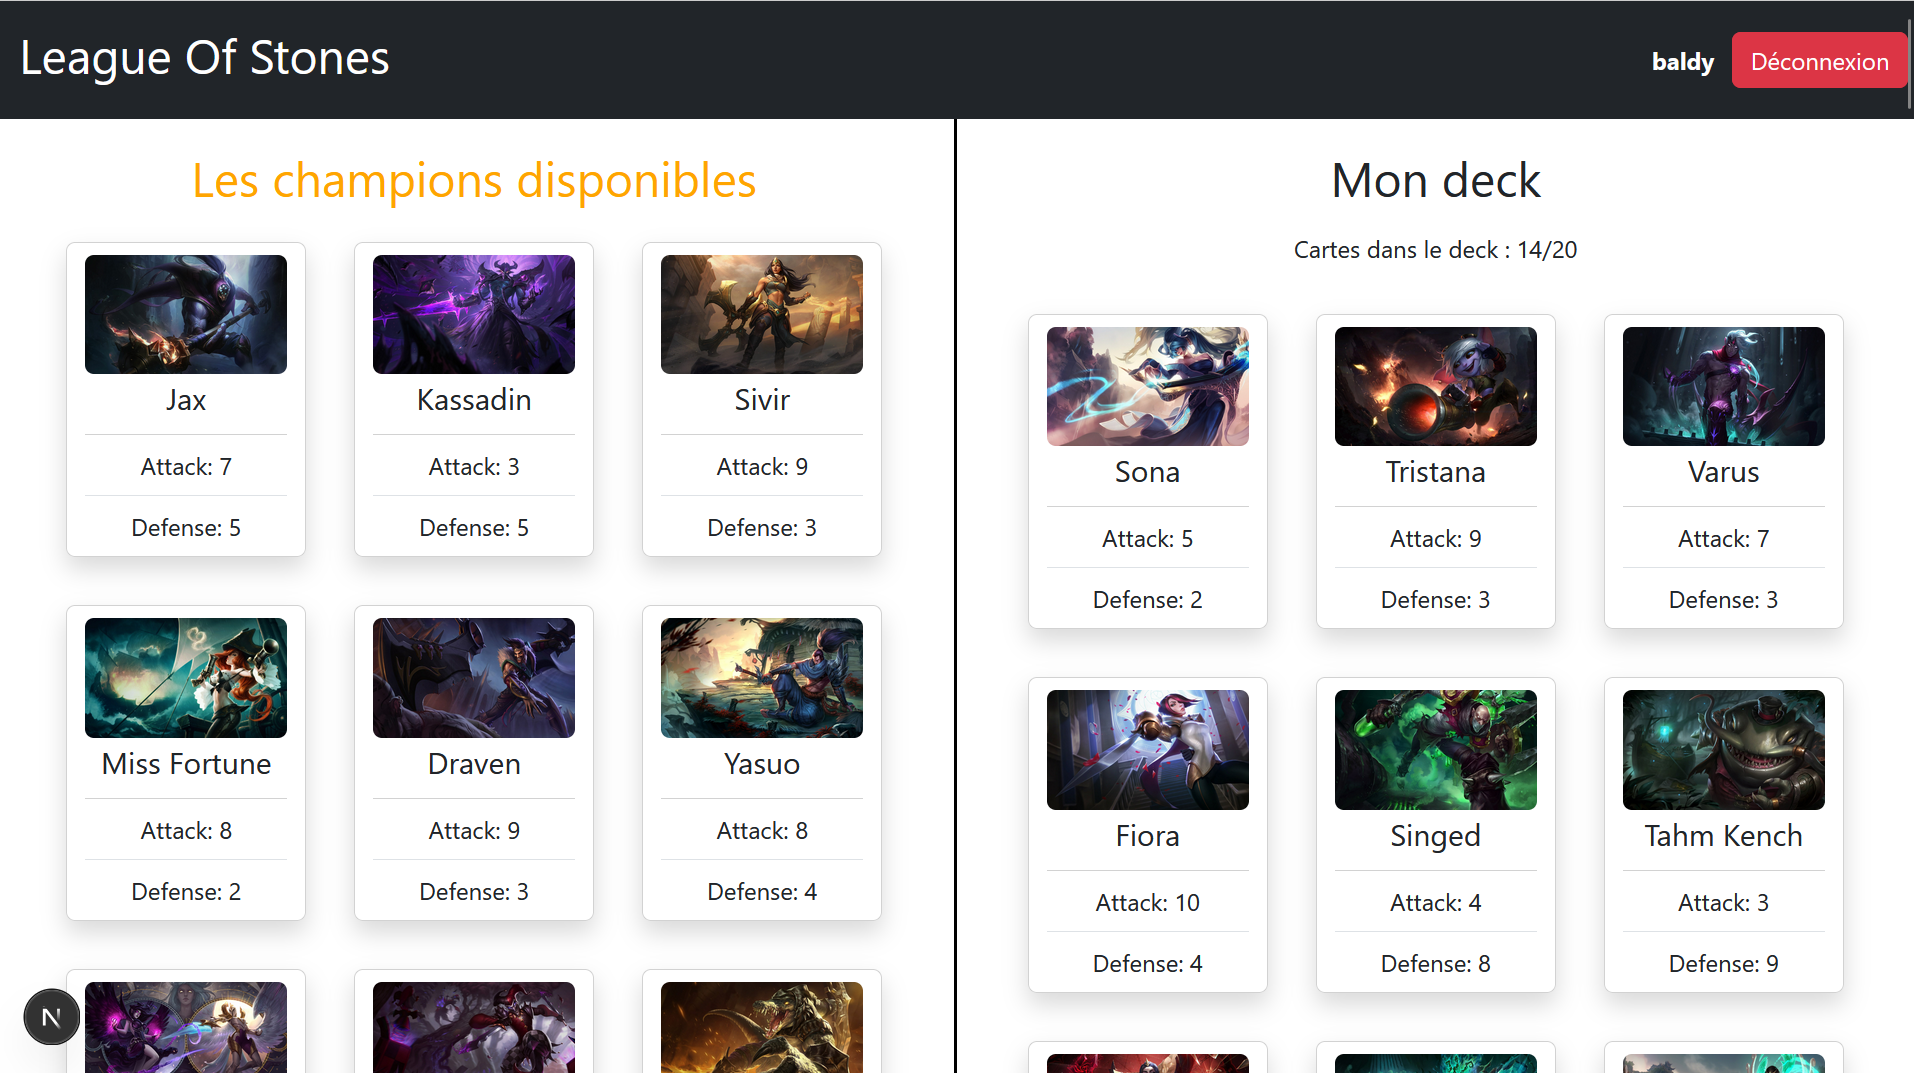 League Of Stones
baldy
Déconnexion
Les champions disponibles
Jax
Attack: 7
Defense: 5
Kassadin
Attack: 3
Defense: 5
Sivir
Attack: 9
Defense: 3
Miss Fortune
Attack: 8
Defense: 2
Draven
Attack: 9
Defense: 3
Yasuo
Attack: 8
Defense: 4
N
Mon deck
Cartes dans le deck : 14/20
Sona
Attack: 5
Defense: 2
Tristana
Attack: 9
Defense: 3
Varus
Attack: 7
Defense: 3
Fiora
Attack: 10
Defense: 4
Singed
Attack: 4
Defense: 8
Tahm Kench
Attack: 3
Defense: 9